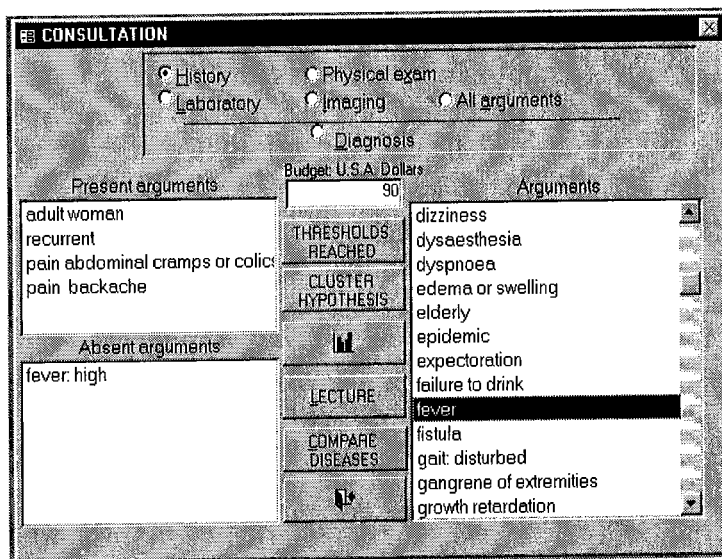 CONSULTATION
History
Physical exam
Laboratory
Imaging
All arguments
Diagnosis
Budget: U.S.A. Dollars
90
Present arguments
adult woman
recurrent
pain abdominal cramps or colics
pain backache
Absent arguments
fever: high
THRESHOLDS
REACHED
CLUSTER
HYPOTHESIS
LECTURE
COMPARE
DISEASES
Arguments
dizziness
dysaesthesia
dyspnoea
edema or swelling
elderly
epidemic
expectoration
failure to drink
fever
fistula
gait: disturbed
gangrene of extremities
growth retardation